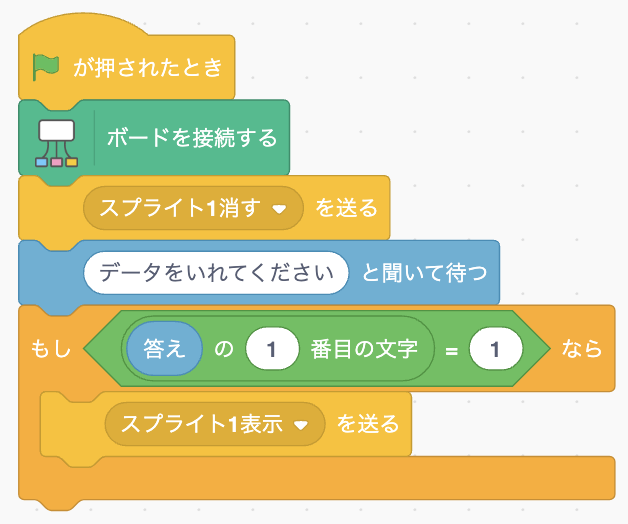 が押されたとき
ボードを接続する
スプライト1消す を送る
データをいれてください と聞いて待つ
もし 答え の 1 番目の文字 = 1 なら
スプライト1表示 を送る